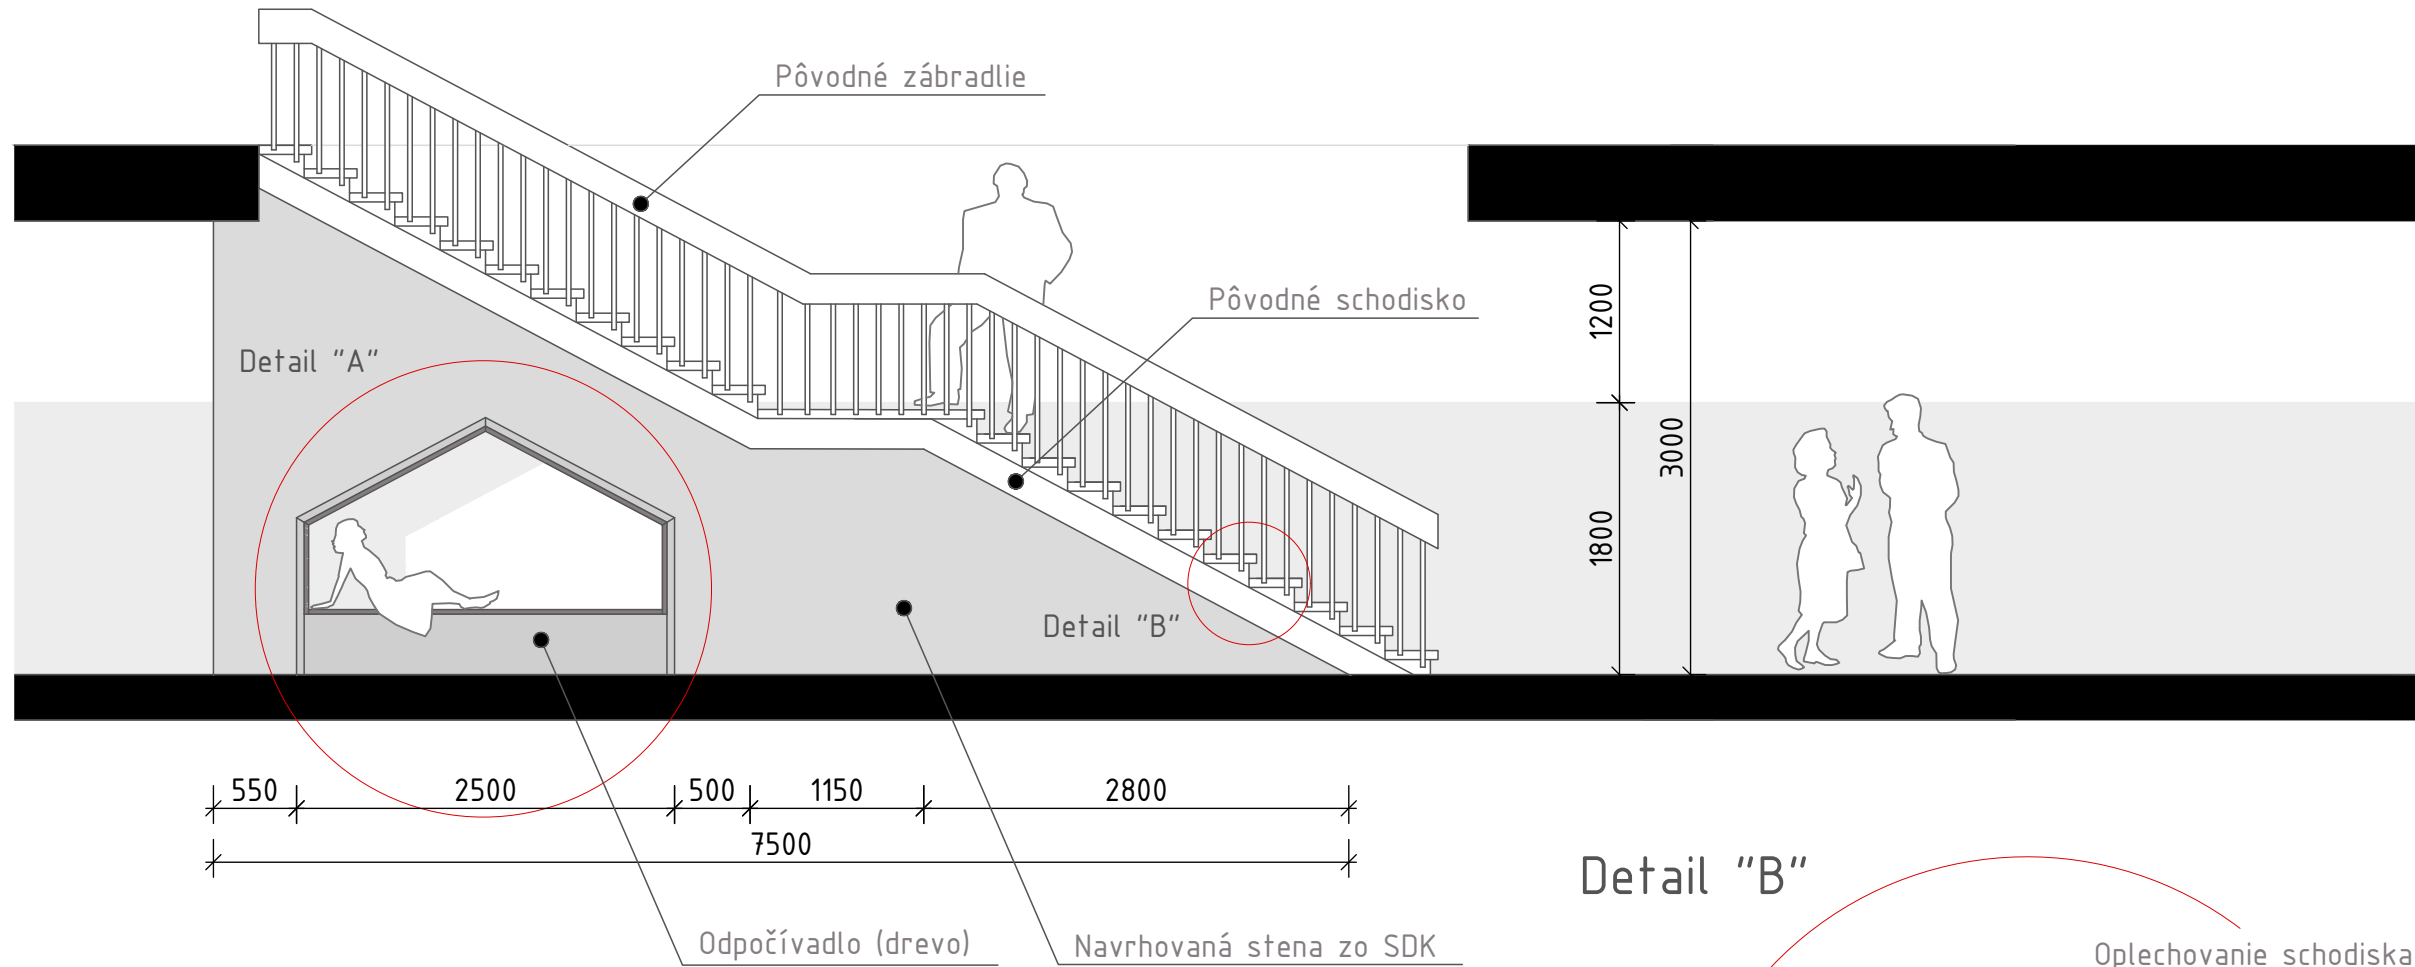 Pôvodné zábradlie
Pôvodné schodisko
1200
Detail "A"
3000
1800
Detail "B"
550 2500 500 1150 2800
7500
Detail "B"
Odpočívadlo (drevo)
Navrhovaná stena zo SDK
Oplechovanie schodiska